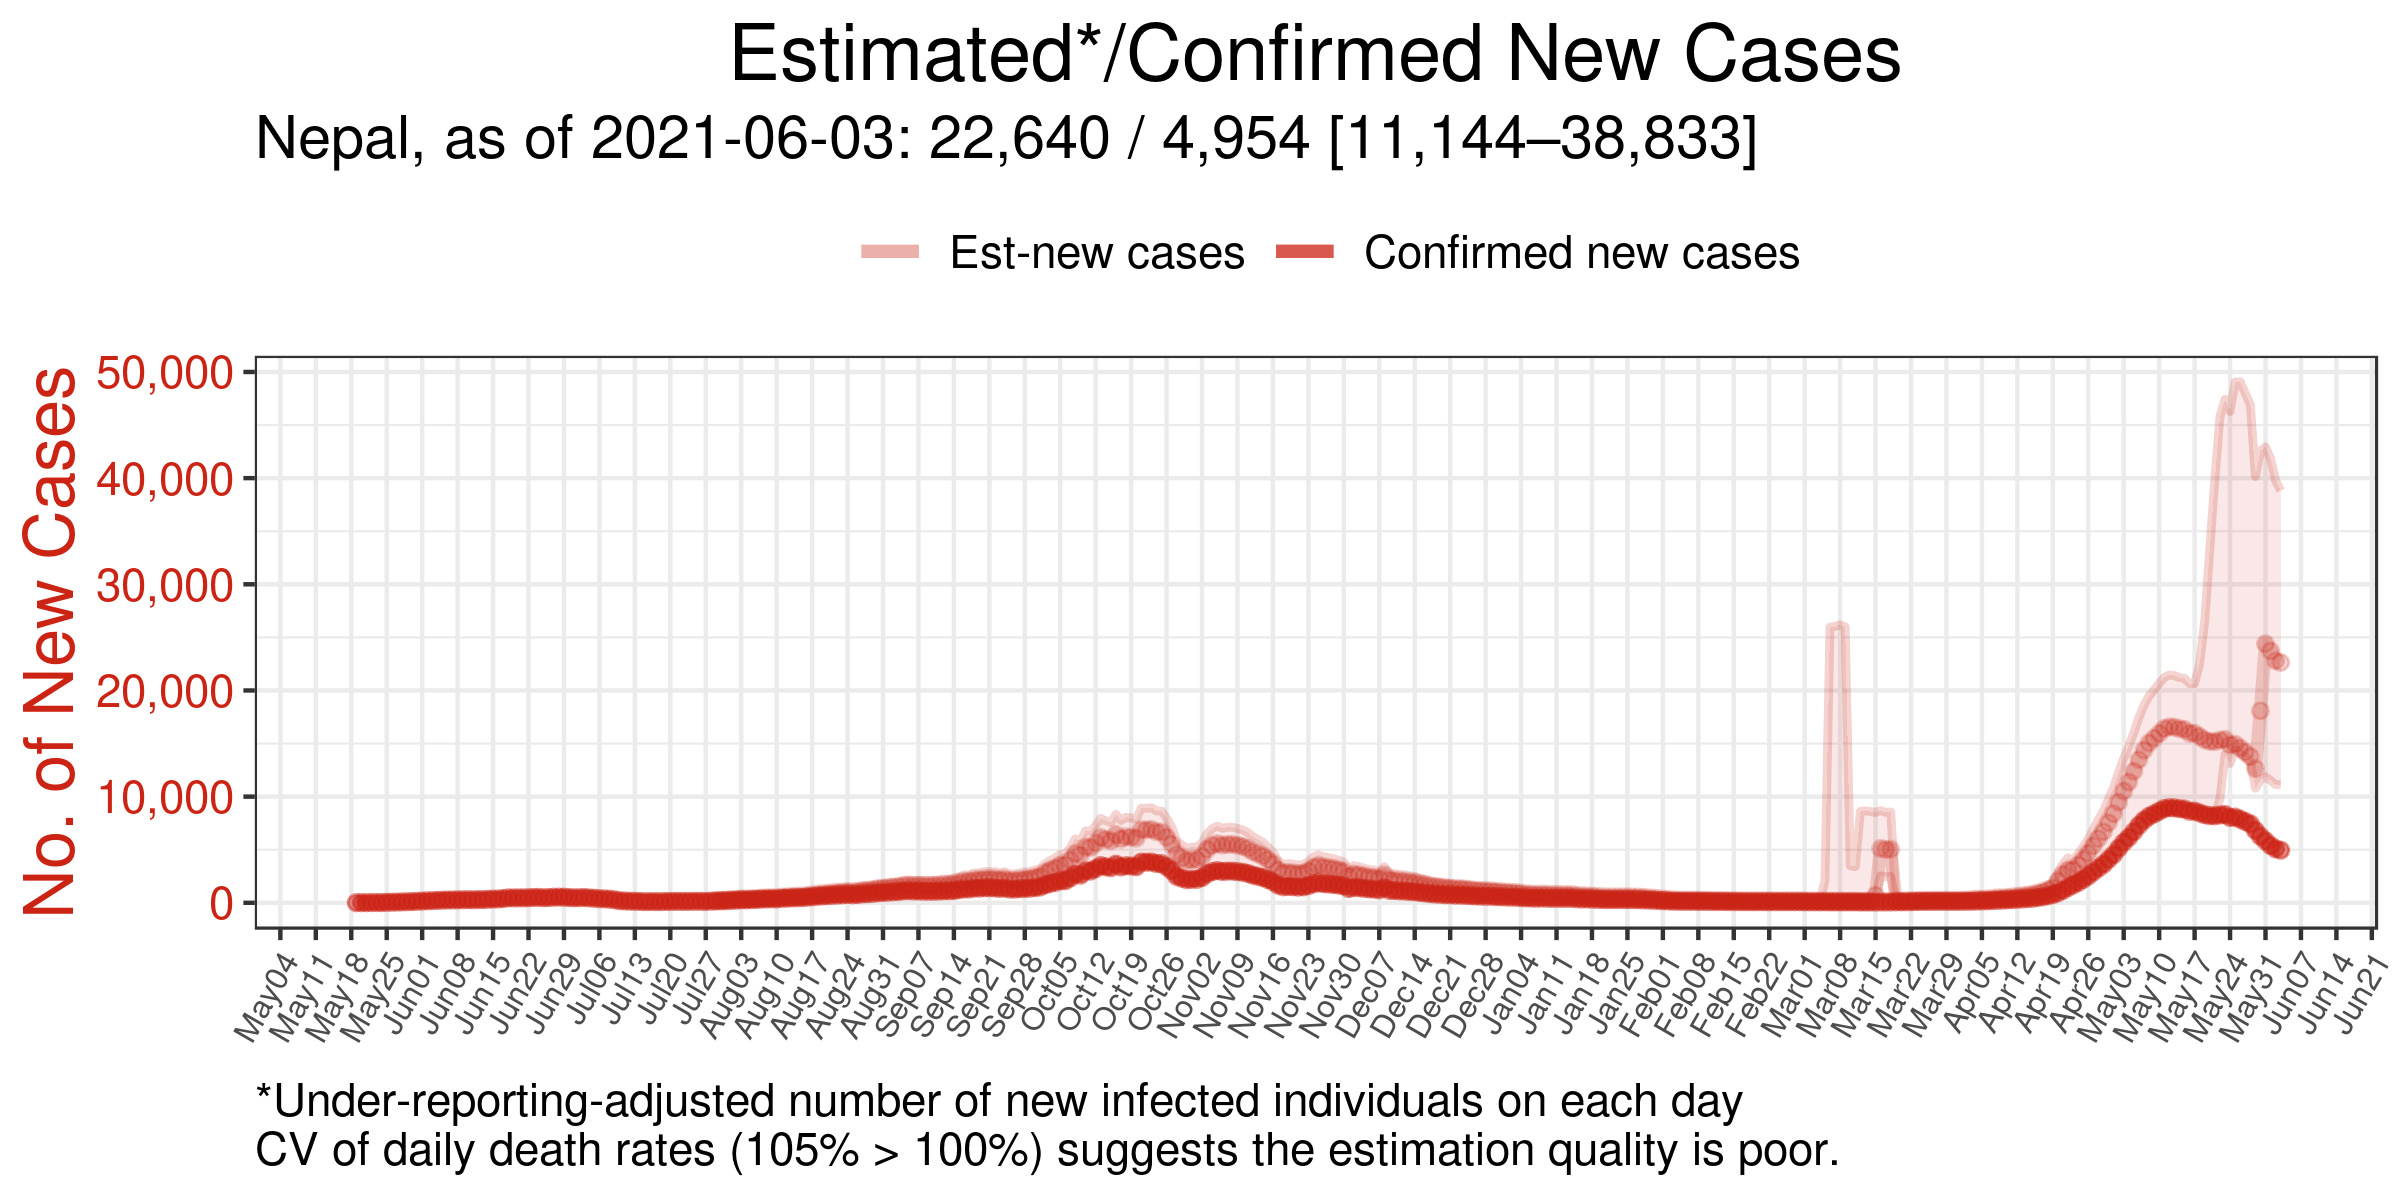 Estimated*/Confirmed New Cases
Nepal, as of 2021-06-03: 22,640 / 4,954 [11,144–38,833]
Est-new cases Confirmed new cases
No. of New Cases
50,000
40,000
30,000
20,000
10,000
0
May04 May11 May18 May25 Jun01 Jun08 Jun15 Jun22 Jun29 Jul06 Jul13 Jul20 Jul27 Aug03 Aug10 Aug17 Aug24 Aug31 Sep07 Sep14 Sep21 Sep28 Oct05 Oct12 Oct19 Oct26 Nov02 Nov09 Nov16 Nov23 Nov30 Dec07 Dec14 Dec21 Dec28 Jan04 Jan11 Jan18 Jan25 Feb01 Feb08 Feb15 Feb22 Mar01 Mar08 Mar15 Mar22 Mar29 Apr05 Apr12 Apr19 Apr26 May03 May10 May17 May24 May31 Jun07 Jun14 Jun21
*Under-reporting-adjusted number of new infected individuals on each day
CV of daily death rates (105% > 100%) suggests the estimation quality is poor.